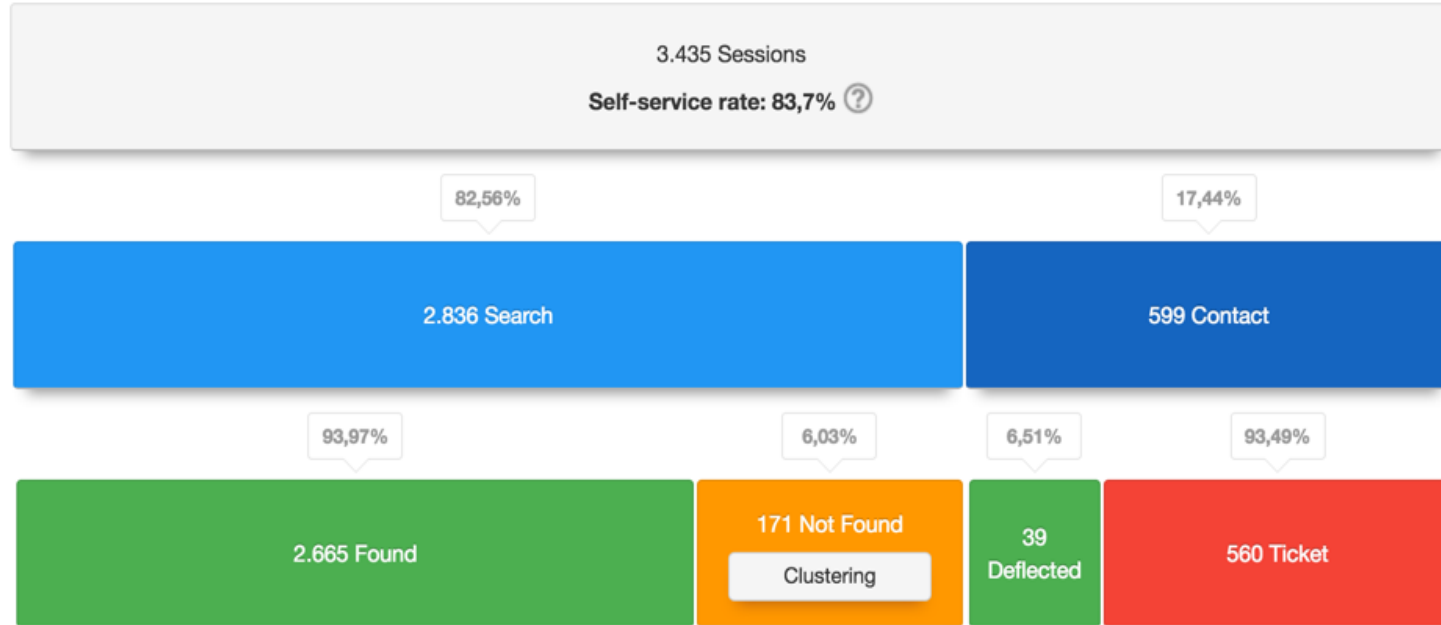 3.435 Sessions
Self-service rate: 83,7% ?
82,56%
17,44%
2.836 Search
599 Contact
93,97%
6,03%
6,51%
93,49%
2.665 Found
171 Not Found
Clustering
39
Deflected
560 Ticket